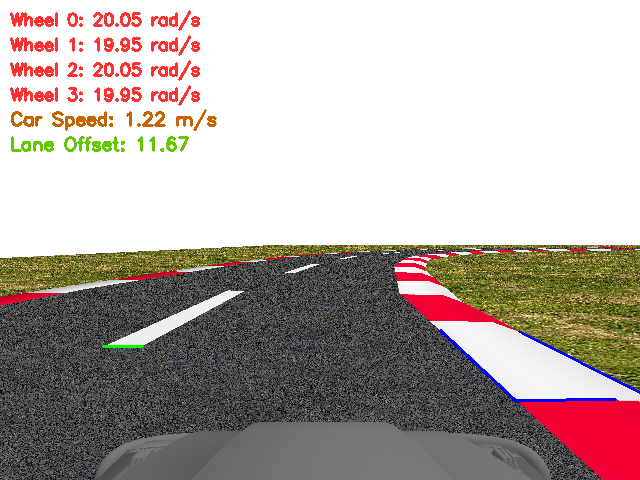 Wheel 0: 20.05 rad/s
Wheel 1: 19.95 rad/s
Wheel 2: 20.05 rad/s
Wheel 3: 19.95 rad/s
Car Speed: 1.22 m/s
Lane Offset: 11.67